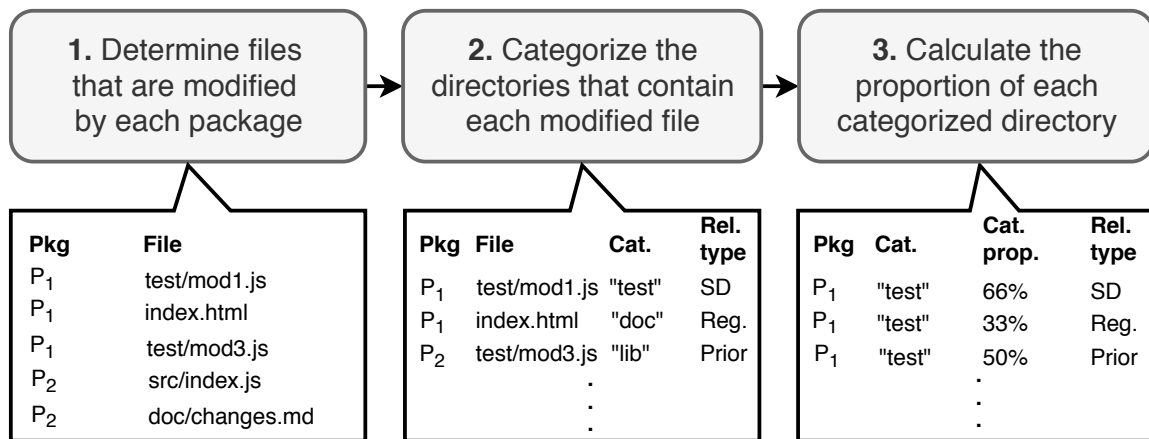 1. Determine files
that are modified
by each package
2. Categorize the
directories that contain
each modified file
3. Calculate the
proportion of each
categorized directory
Pkg File
P1 test/mod1.js
P1 index.html
P1 test/mod3.js
P2 src/index.js
P2 doc/changes.md
Pkg File Cat. Rel. type
P1 test/mod1.js "test" SD
P1 index.html "doc" Reg.
P2 test/mod3.js "lib" Prior
.
.
.
Pkg Cat. Cat. prop. Rel. type
P1 "test" 66% SD
P1 "test" 33% Reg.
P1 "test" 50% Prior
.
.
.